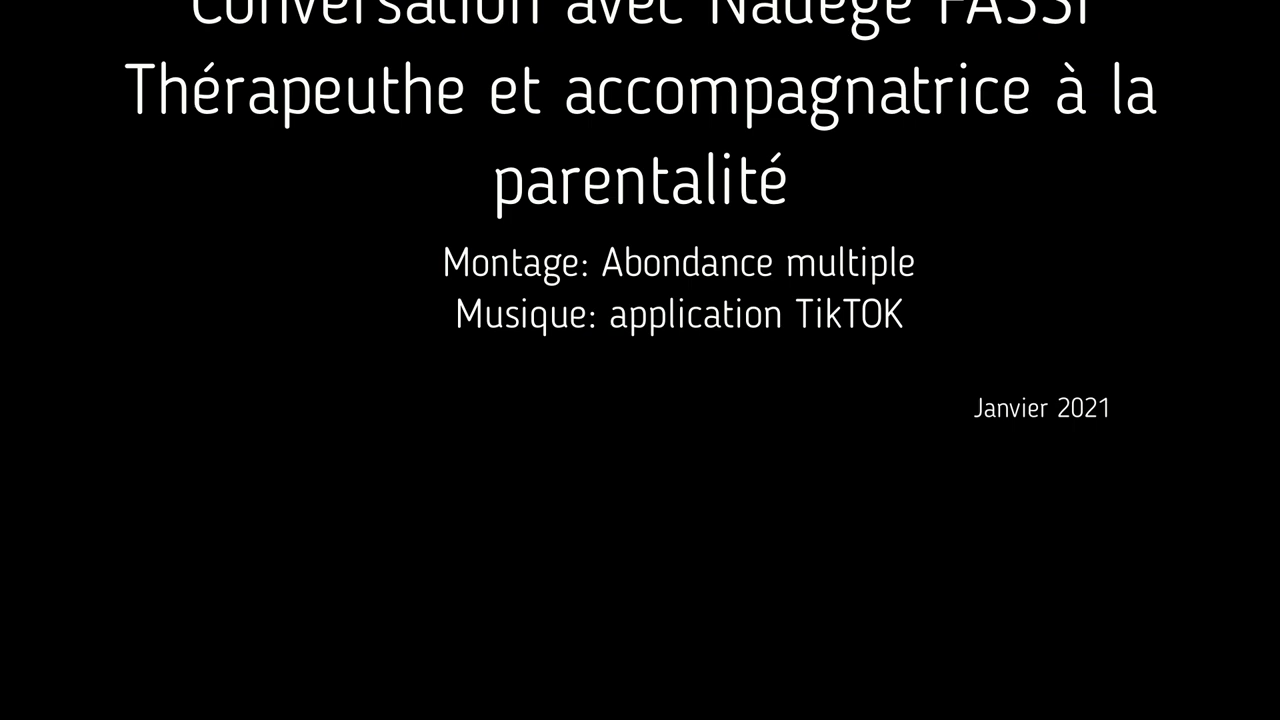 Conversation avec Nadège FASSI
Thérapeuthe et accompagnatrice à la
parentalité
Montage: Abondance multiple
Musique: application TikTOK
Janvier 2021